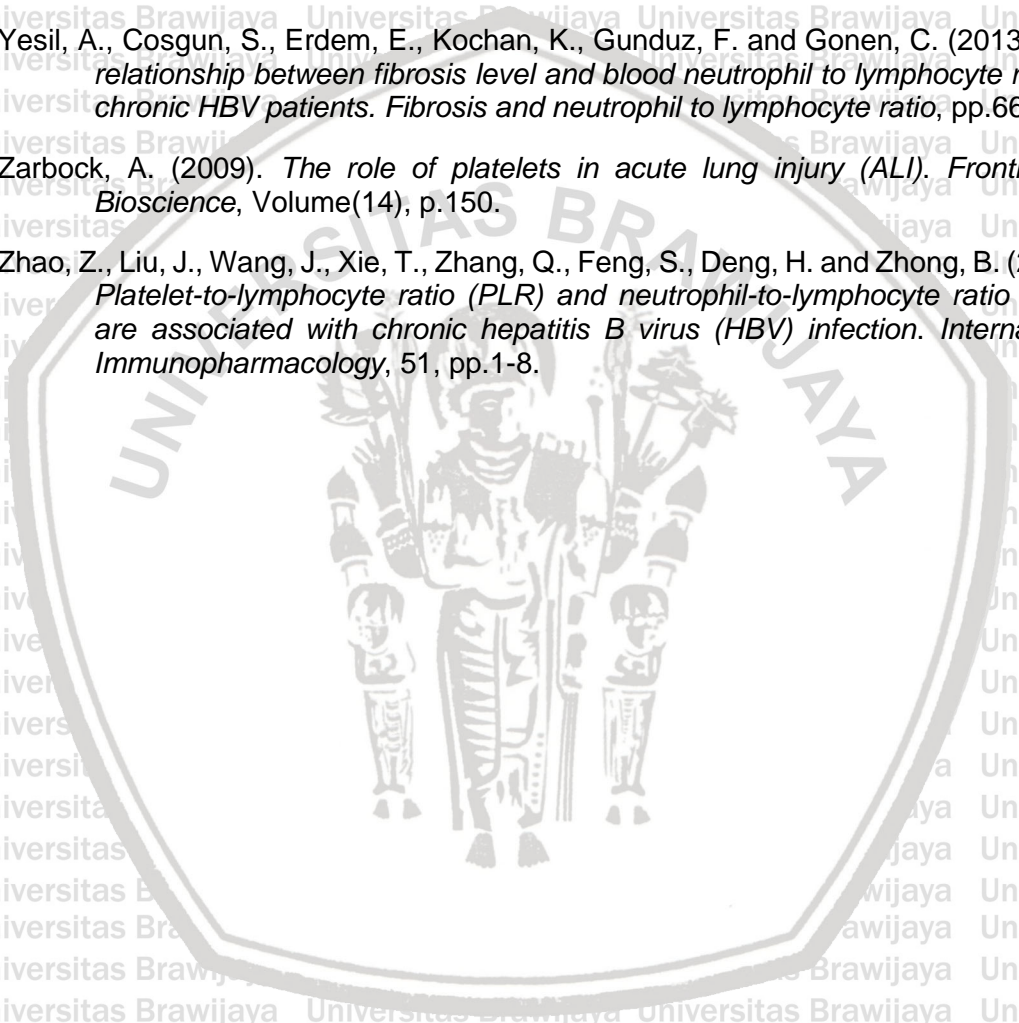 Yesil, A., Cosgun, S., Erdem, E., Kochan, K., Gunduz, F. and Gonen, C. (2013
relationship between fibrosis level and blood neutrophil to lymphocyte
chronic HBV patients. Fibrosis and neutrophil to lymphocyte ratio, pp.66
Zarbock, A. (2009). The role of platelets in acute lung injury (ALI). Fronti
Bioscience, Volume(14), p.150.
Zhao, Z., Liu, J., Wang, J., Xie, T., Zhang, Q., Feng, S., Deng, H. and Zhong, B. (2
Platelet-to-lymphocyte ratio (PLR) and neutrophil-to-lymphocyte ratio
are associated with chronic hepatitis B virus (HBV) infection. Interna
Immunopharmacology, 51, pp.1-8.
UNIVERSITAS BRAWIJAYA